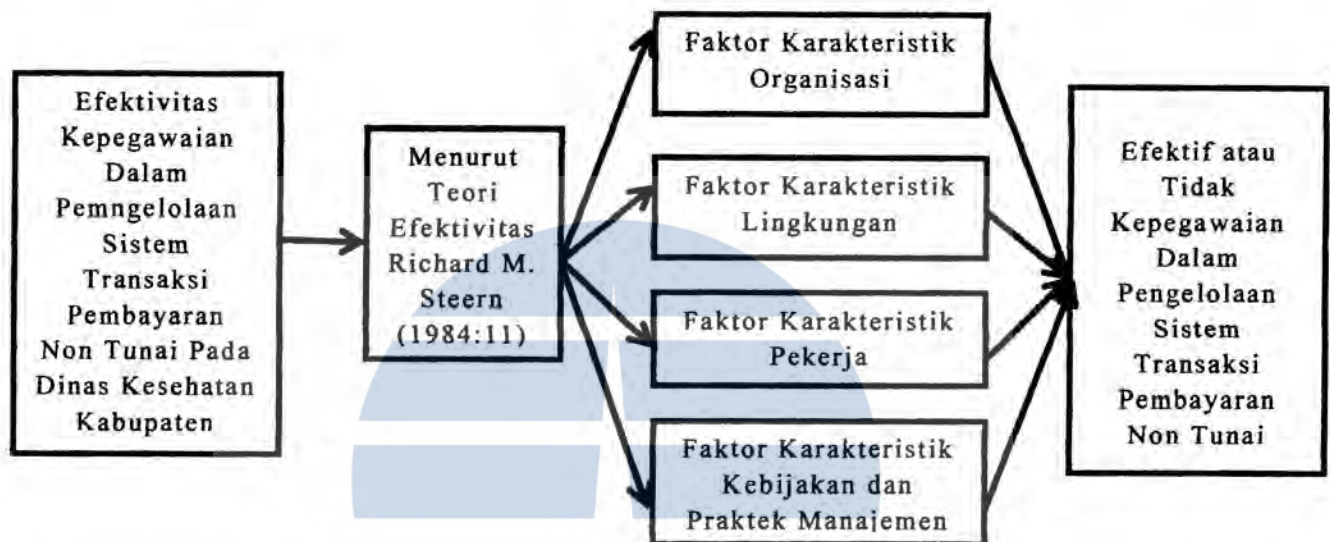 Efektivitas
Kepegawaian
Dalam
Pemngelolaan
Sistem
Transaksi
Pembayaran
Non Tunai Pada
Dinas Kesehatan
Kabupaten
Menurut
Teori
Efektivitas
Richard M.
Steern
(1984:11)
Faktor Karakteristik
Organisasi
Faktor Karakteristik
Lingkungan
Faktor Karakteristik
Pekerja
Faktor Karakteristik
Kebijakan dan
Praktek Manajemen
Efektif atau
Tidak
Kepegawaian
Dalam
Pengelolaan
Sistem
Transaksi
Pembayaran
Non Tunai